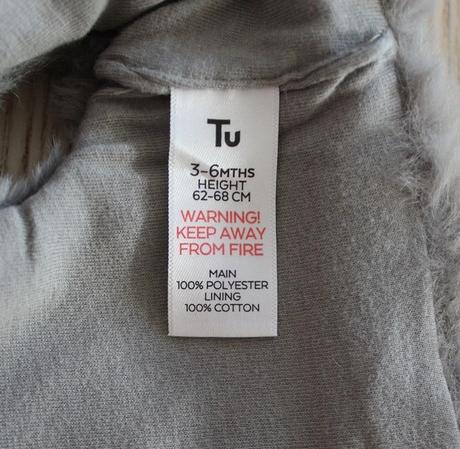 Tu
3-6MTHS
HEIGHT
62-68 CM
WARNING!
KEEP AWAY
FROM FIRE
MAIN
100% POLYESTER
LINING
100% COTTON